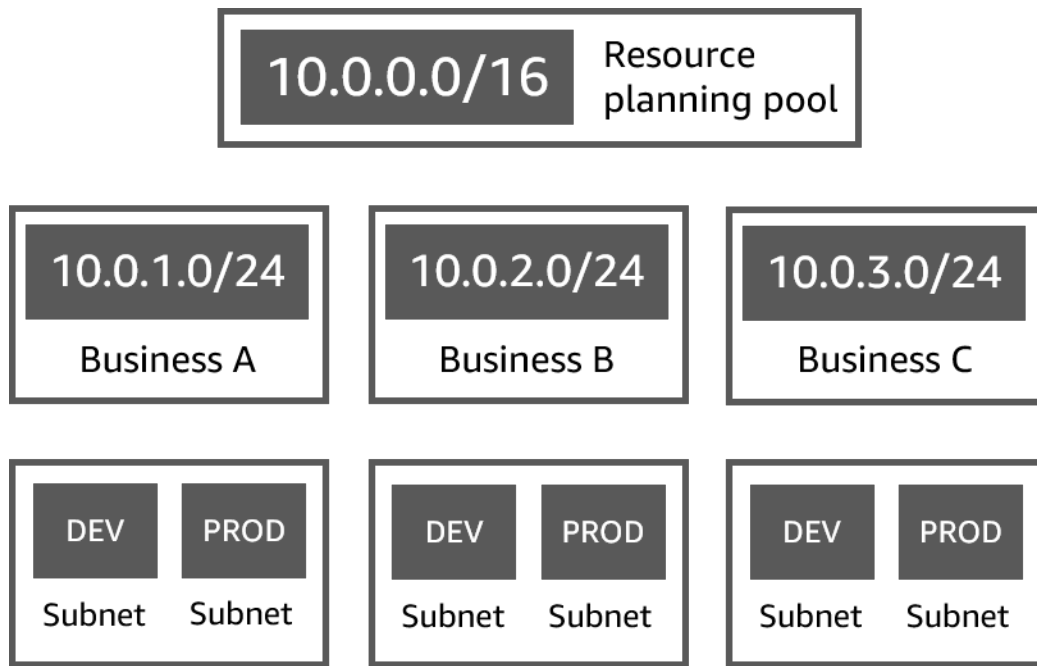 10.0.0.0/16
Resource
planning pool
10.0.1.0/24
Business A
10.0.2.0/24
Business B
10.0.3.0/24
Business C
DEV PROD
Subnet Subnet
DEV PROD
Subnet Subnet
DEV PROD
Subnet Subnet